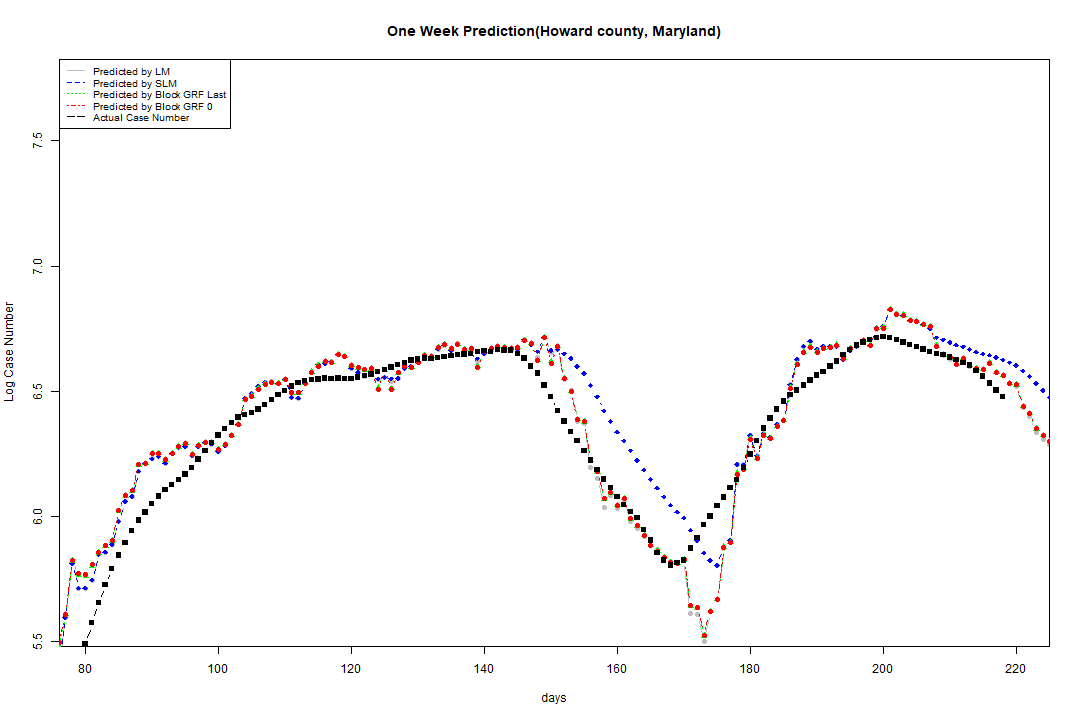 One Week Prediction(Howard county, Maryland)
Predicted by LM
Predicted by SLM
Predicted by Block GRF Last
Predicted by Block GRF 0
Actual Case Number
7.5
7.0
6.5
6.0
5.5
Log Case Number
80 100 120 140 160 180 200 220
days